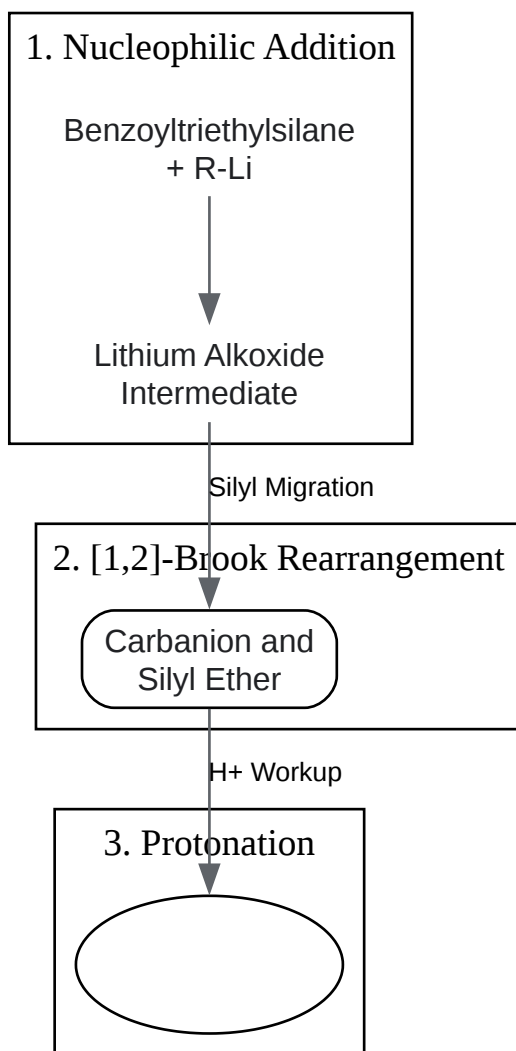 1. Nucleophilic Addition
Benzoyltriethylsilane
+ R-Li
Lithium Alkoxide
Intermediate
Silyl Migration
2. [1,2]-Brook Rearrangement
Carbanion and
Silyl Ether
H+ Workup
3. Protonation